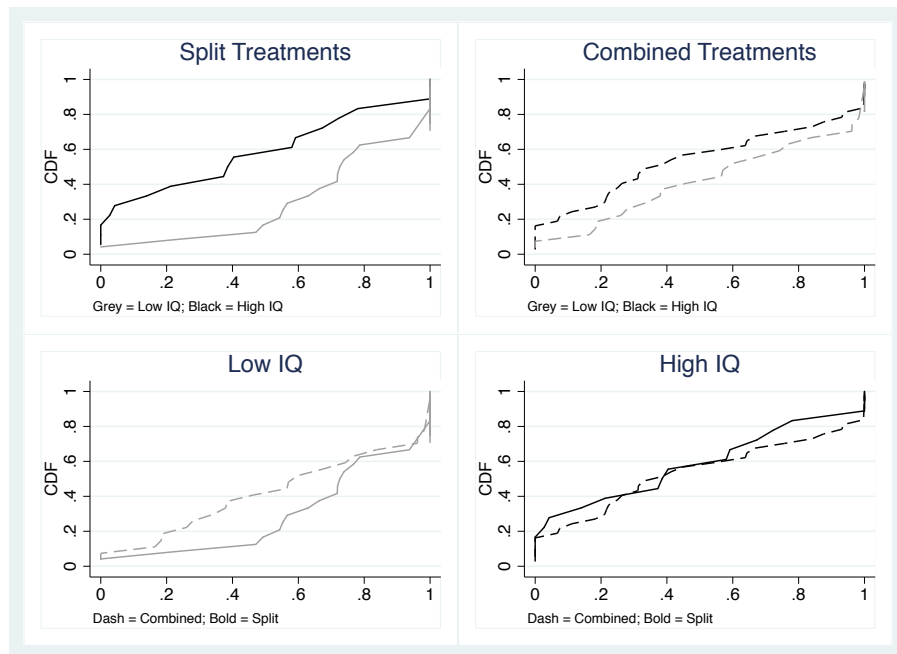 Split Treatments
CDF
1
.8
.6
.4
.2
0
0 .2 .4 .6 .8 1
Grey = Low IQ; Black = High IQ
Combined Treatments
CDF
1
.8
.6
.4
.2
0
0 .2 .4 .6 .8 1
Grey = Low IQ; Black = High IQ
Low IQ
CDF
1
.8
.6
.4
.2
0
0 .2 .4 .6 .8 1
Dash = Combined; Bold = Split
High IQ
CDF
1
.8
.6
.4
.2
0
0 .2 .4 .6 .8 1
Dash = Combined; Bold = Split